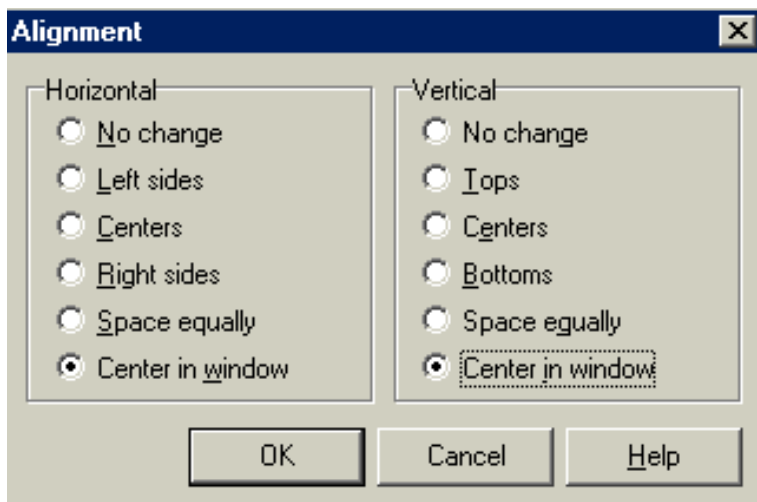 Alignment
Horizontal
No change
Left sides
Centers
Right sides
Space equally
Center in window
Vertical
No change
Tops
Centers
Bottoms
Space equally
Center in window
OK
Cancel
Help